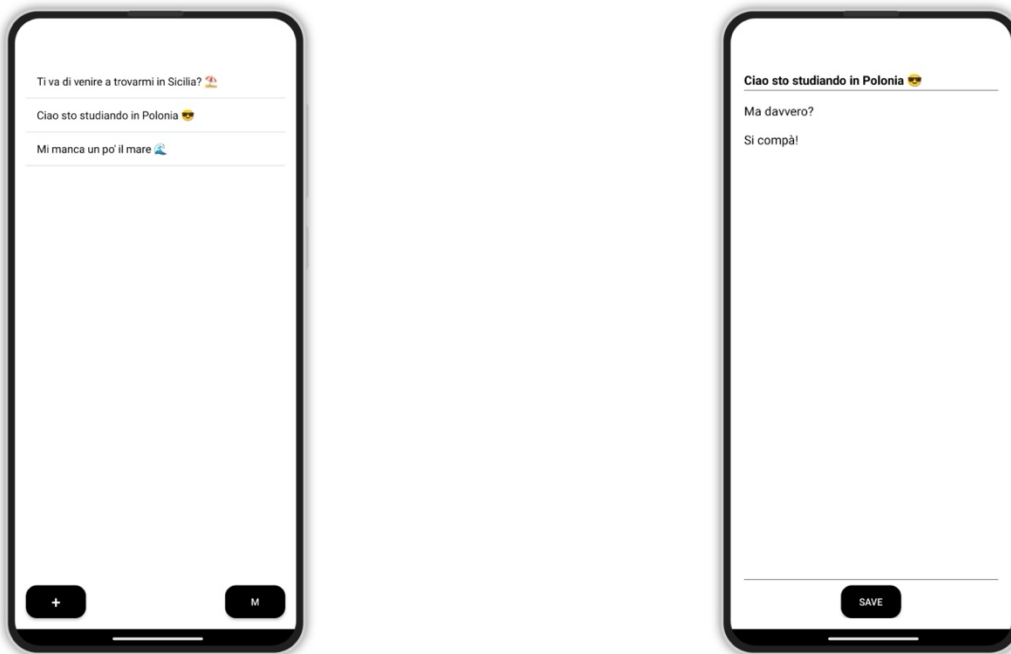 Ti va di venire a trovarmi in Sicilia? ⛱️
Ciao sto studiando in Polonia 😎
Mi manca un po' il mare 🌊
+
M
Ciao sto studiando in Polonia 😎
Ma davvero?
Si compà!
SAVE